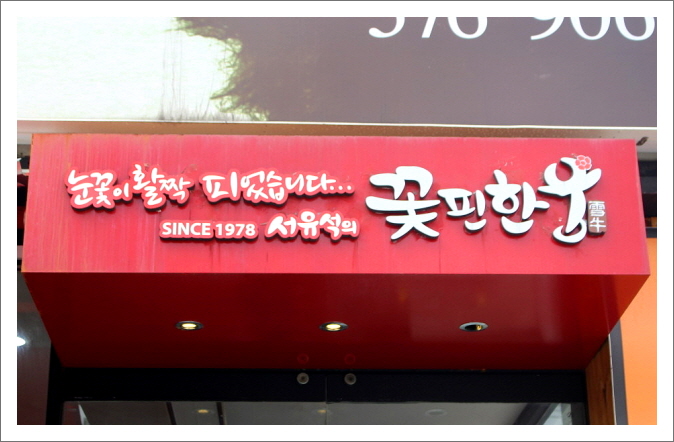 눈꽃이 활짝 피었습니다...
SINCE 1978 서유석의
꽃핀한우
雪牛